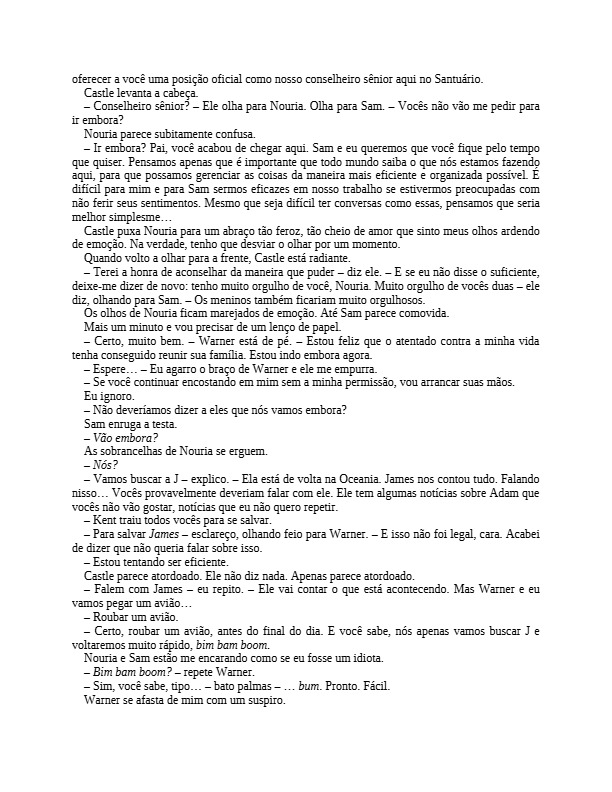 oferecer a você uma posição oficial como nosso conselheiro sênior aqui no Santuário.
Castle levanta a cabeça.
– Conselheiro sênior? – Ele olha para Nouria. Olha para Sam. – Vocês não vão me pedir para
ir embora?
Nouria parece subitamente confusa.
– Ir embora? Pai, você acabou de chegar aqui. Sam e eu queremos que você fique pelo tempo
que quiser. Pensamos apenas que é importante que todo mundo saiba o que nós estamos fazendo
aqui, para que possamos gerenciar as coisas da maneira mais eficiente e organizada possível. É
difícil para mim e para Sam sermos eficazes em nosso trabalho se estivermos preocupadas com
não ferir seus sentimentos. Mesmo que seja difícil ter conversas como essas, pensamos que seria
melhor simplesme…
Castle puxa Nouria para um abraço tão feroz, tão cheio de amor que sinto meus olhos ardendo
de emoção. Na verdade, tenho que desviar o olhar por um momento.
Quando volto a olhar para a frente, Castle está radiante.
– Terei a honra de aconselhar da maneira que puder – diz ele. – E se eu não disse o suficiente,
deixe-me dizer de novo: tenho muito orgulho de você, Nouria. Muito orgulho de vocês duas – ele
diz, olhando para Sam. – Os meninos também ficariam muito orgulhosos.
Os olhos de Nouria ficam marejados de emoção. Até Sam parece comovida.
Mais um minuto e vou precisar de um lenço de papel.
– Certo, muito bem. – Warner está de pé. – Estou feliz que o atentado contra a minha vida
tenha conseguido reunir sua família. Estou indo embora agora.
– Espere… – Eu agarro o braço de Warner e ele me empurra.
– Se você continuar encostando em mim sem a minha permissão, vou arrancar suas mãos.
Eu ignoro.
– Não deveríamos dizer a eles que nós vamos embora?
Sam enruga a testa.
– Vão embora?
As sobrancelhas de Nouria se erguem.
– Nós?
– Vamos buscar a J – explico. – Ela está de volta na Oceania. James nos contou tudo. Falando
nisso… Vocês provavelmente deveriam falar com ele. Ele tem algumas notícias sobre Adam que
vocês não vão gostar, notícias que eu não quero repetir.
– Kent traiu todos vocês para se salvar.
– Para salvar James – esclareço, olhando feio para Warner. – E isso não foi legal, cara. Acabei
de dizer que não queria falar sobre isso.
– Estou tentando ser eficiente.
Castle parece atordoado. Ele não diz nada. Apenas parece atordoado.
– Falem com James – eu repito. – Ele vai contar o que está acontecendo. Mas Warner e eu
vamos pegar um avião…
– Roubar um avião.
– Certo, roubar um avião, antes do final do dia. E você sabe, nós apenas vamos buscar J e
voltaremos muito rápido, bim bam boom.
Nouria e Sam estão me encarando como se eu fosse um idiota.
– Bim bam boom? – repete Warner.
– Sim, você sabe, tipo… – bato palmas – … bum. Pronto. Fácil.
Warner se afasta de mim com um suspiro.